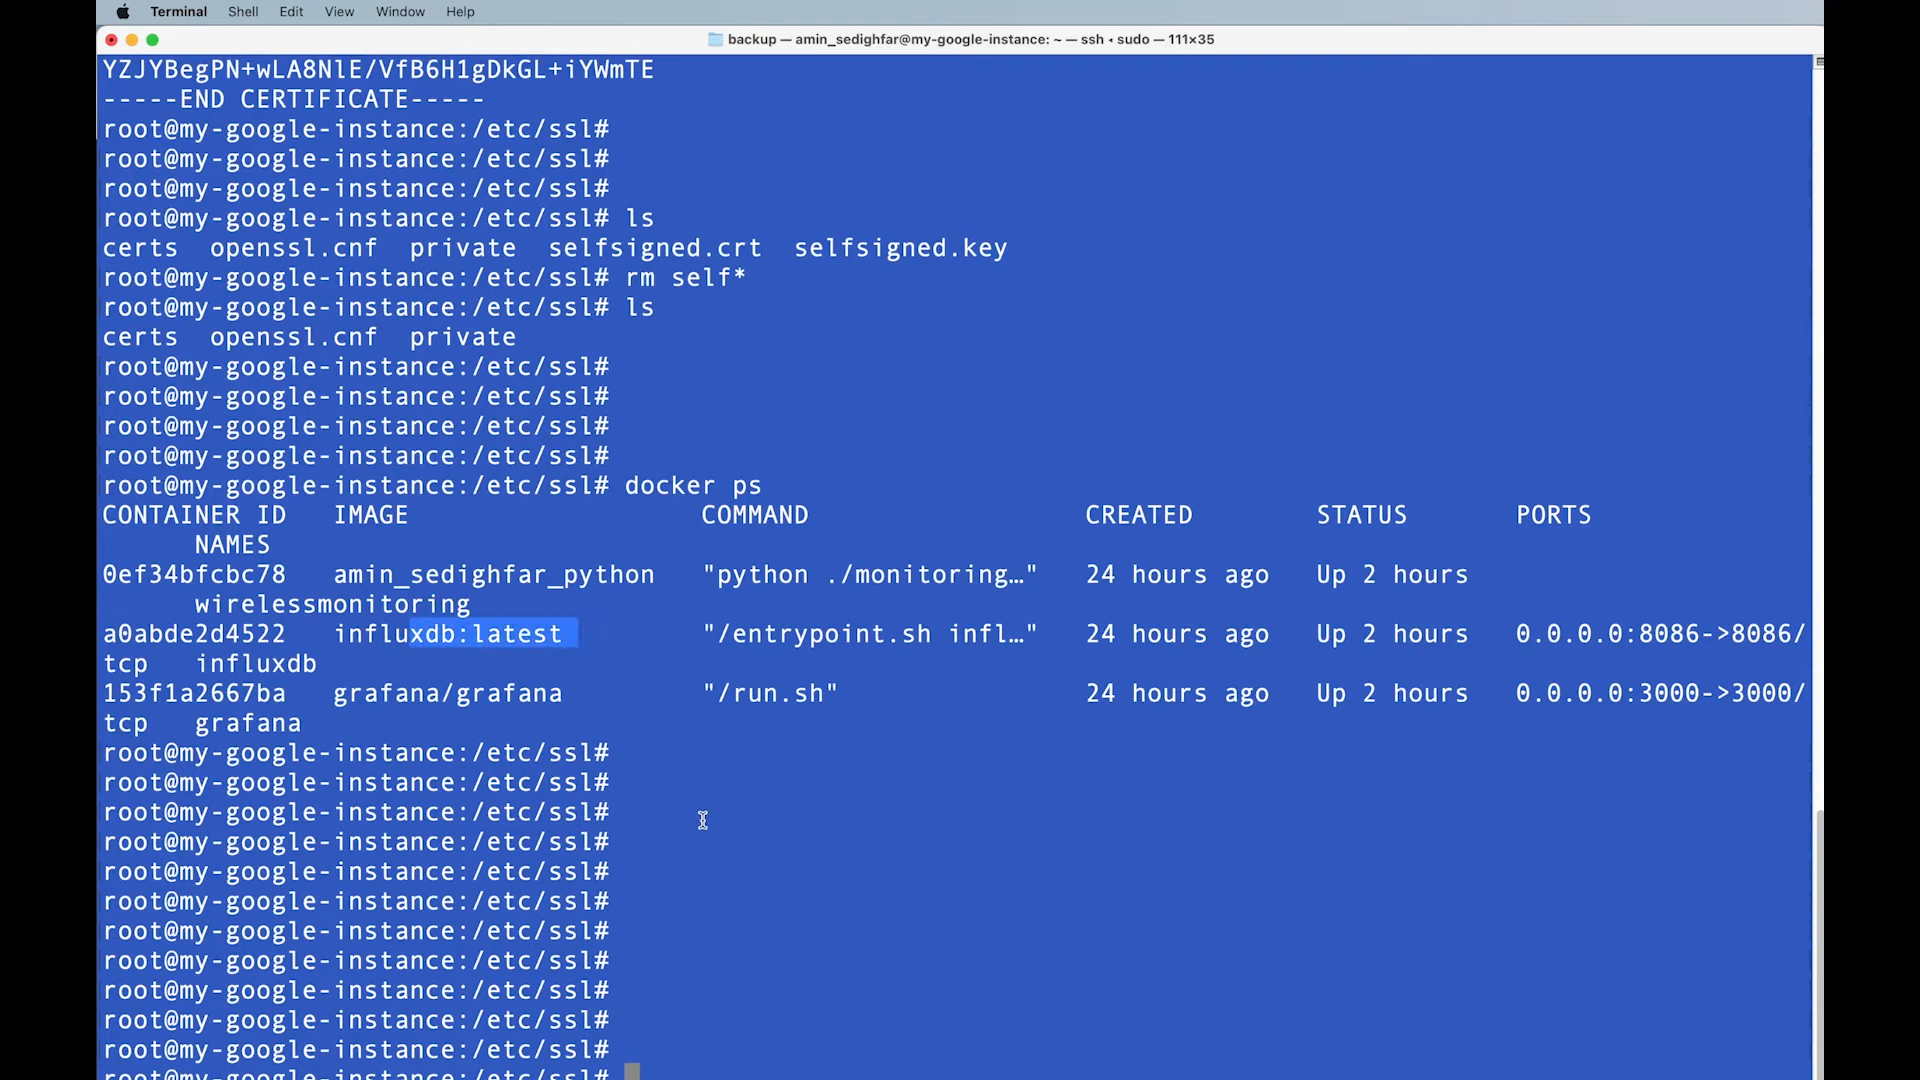 Terminal Shell Edit View Window Help
backup — amin_sedighfar@my-google-instance: ~ — ssh ◂ sudo — 111×35
YZJYBegPN+wLA8NlE/VfB6H1gDkGL+iYWmTE
-----END CERTIFICATE-----
root@my-google-instance:/etc/ssl#
root@my-google-instance:/etc/ssl#
root@my-google-instance:/etc/ssl#
root@my-google-instance:/etc/ssl# ls
certs  openssl.cnf  private  selfsigned.crt  selfsigned.key
root@my-google-instance:/etc/ssl# rm self*
root@my-google-instance:/etc/ssl# ls
certs  openssl.cnf  private
root@my-google-instance:/etc/ssl#
root@my-google-instance:/etc/ssl#
root@my-google-instance:/etc/ssl#
root@my-google-instance:/etc/ssl#
root@my-google-instance:/etc/ssl# docker ps
CONTAINER ID   IMAGE                   COMMAND                  CREATED        STATUS       PORTS
      NAMES
0ef34bfcbc78   amin_sedighfar_python   "python ./monitoring…"   24 hours ago   Up 2 hours
      wirelessmonitoring
a0abde2d4522   influxdb:latest         "/entrypoint.sh infl…"   24 hours ago   Up 2 hours   0.0.0.0:8086->8086/
tcp   influxdb
153f1a2667ba   grafana/grafana         "/run.sh"                24 hours ago   Up 2 hours   0.0.0.0:3000->3000/
tcp   grafana
root@my-google-instance:/etc/ssl#
root@my-google-instance:/etc/ssl#
root@my-google-instance:/etc/ssl#
root@my-google-instance:/etc/ssl#
root@my-google-instance:/etc/ssl#
root@my-google-instance:/etc/ssl#
root@my-google-instance:/etc/ssl#
root@my-google-instance:/etc/ssl#
root@my-google-instance:/etc/ssl#
root@my-google-instance:/etc/ssl#
root@my-google-instance:/etc/ssl#
root@my-google-instance:/etc/ssl#